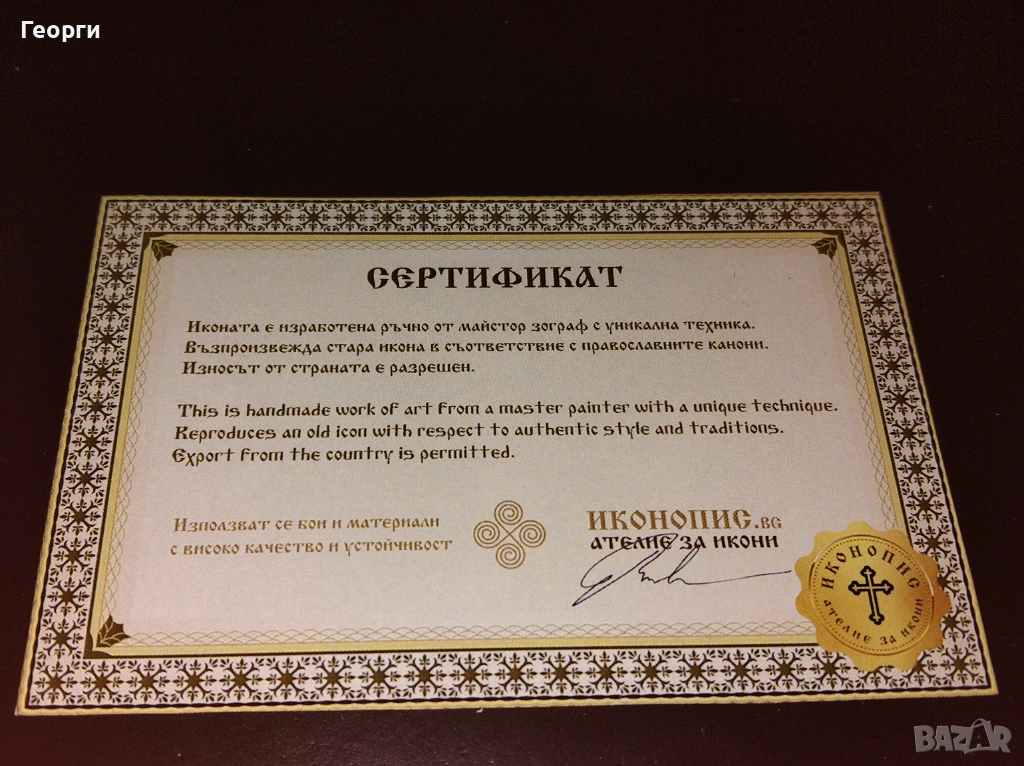 Георги
СЕРТИФИКАТ
Иконата е изработена ръчно от майстор зограф с уникална техника.
Възпроизвежда стара икона в съответствие с православните канони.
Износът от страната е разрешен.
This is handmade work of art from a master painter with a unique technique.
Reproduces an old icon with respect to authentic style and traditions.
Export from the country is permitted.
Използват се бои и материали
с високо качество и устойчивост
ИКОНОПИС.BG
АТЕЛИЕ ЗА ИКОНИ
ИКОНОПИС
АТЕЛИЕ ЗА ИКОНИ
BAZAR